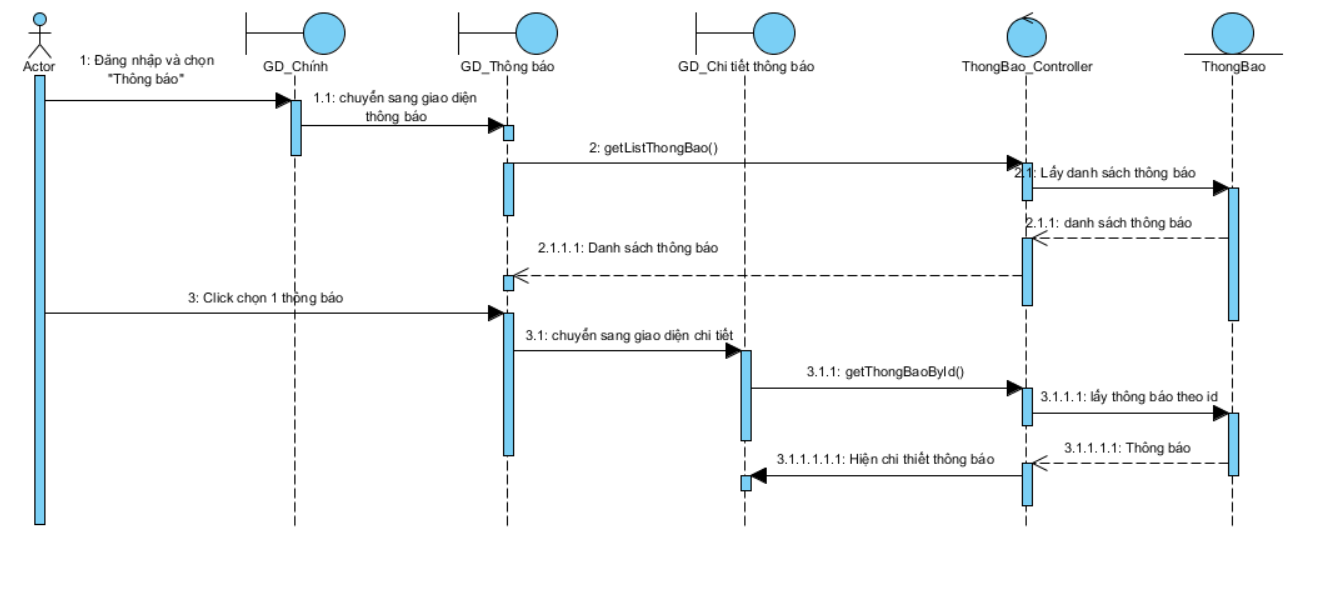 Actor
GD_Chính
GD_Thông báo
GD_Chi tiết thông báo
ThongBao_Controller
ThongBao
1: Đăng nhập và chọn
"Thông báo"
1.1: chuyển sang giao diện
thông báo
2: getListThongBao()
2.1: Lấy danh sách thông báo
2.1.1: danh sách thông báo
2.1.1.1: Danh sách thông báo
3: Click chọn 1 thông báo
3.1: chuyển sang giao diện chi tiết
3.1.1: getThongBaoById()
3.1.1.1: lấy thông báo theo id
3.1.1.1.1: Thông báo
3.1.1.1.1.1: Hiện chi thiết thông báo